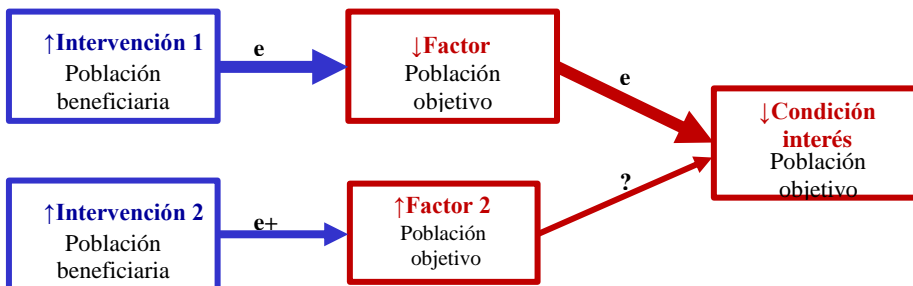 ↑Intervención 1
Población
beneficiaria
e
↓Factor
Población
objetivo
e
↓Condición
interés
Población
objetivo
↑Intervención 2
Población
beneficiaria
e+
↑Factor 2
Población
objetivo
?